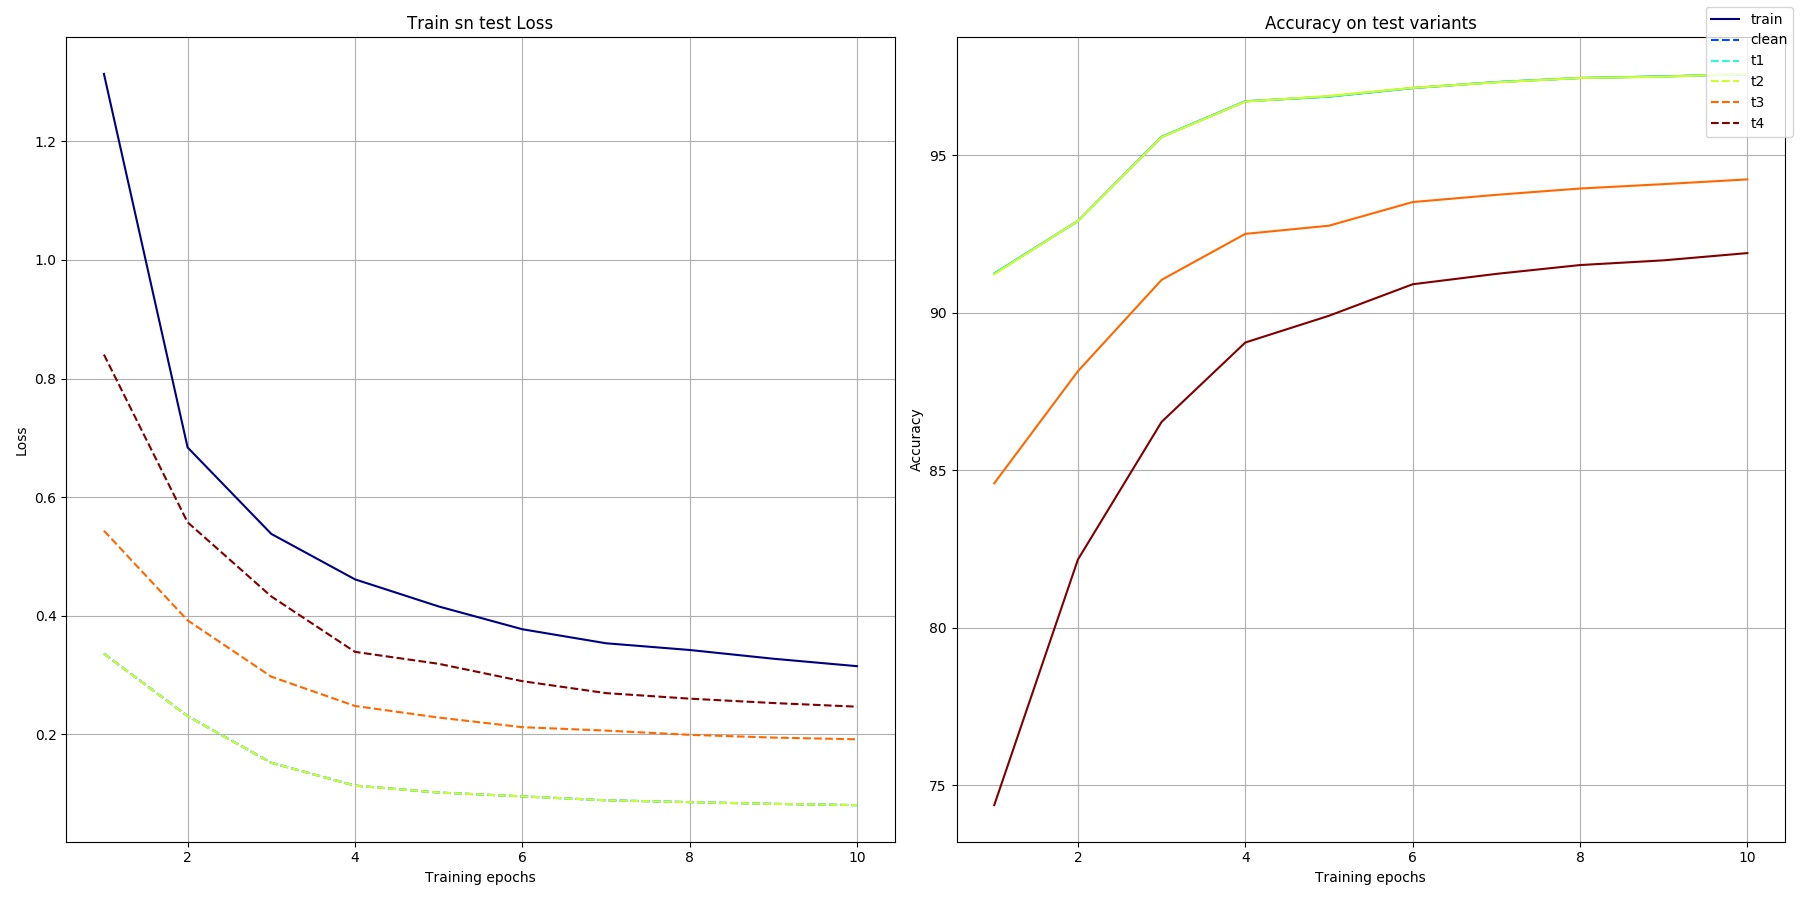 Train sn test Loss
Loss
1.2
1.0
0.8
0.6
0.4
0.2
2
4
6
8
10
Training epochs
Accuracy on test variants
Accuracy
95
90
85
80
75
2
4
6
8
10
Training epochs
train
clean
t1
t2
t3
t4